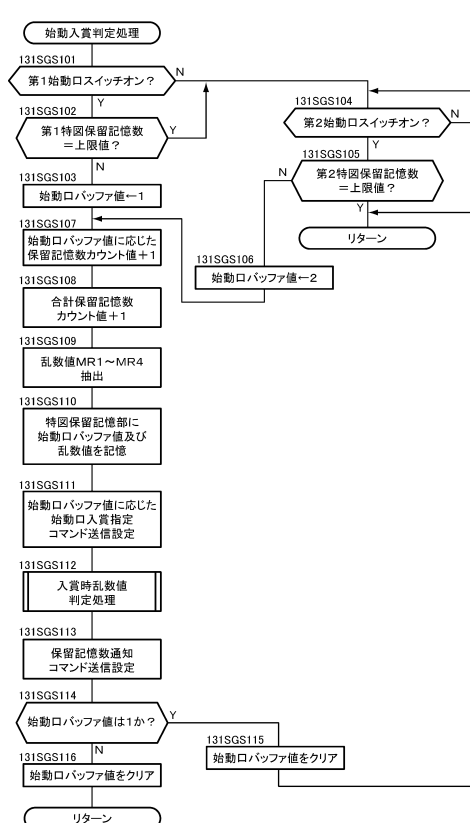 始動入賞判定処理
131SGS101
第1始動口スイッチオン？
N
Y
131SGS102
第1特図保留記憶数
＝上限値？
Y
N
131SGS103
始動口バッファ値←1
131SGS104
第2始動口スイッチオン？
N
Y
131SGS105
第2特図保留記憶数
＝上限値？
N
Y
リターン
131SGS106
始動口バッファ値←2
131SGS107
始動口バッファ値に応じた
保留記憶数カウント値＋1
131SGS108
合計保留記憶数
カウント値＋1
131SGS109
乱数値MR1～MR4
抽出
131SGS110
特図保留記憶部に
始動口バッファ値及び
乱数値を記憶
131SGS111
始動口バッファ値に応じた
始動口入賞指定
コマンド送信設定
131SGS112
入賞時乱数値
判定処理
131SGS113
保留記憶数通知
コマンド送信設定
131SGS114
始動口バッファ値は1か？
Y
N
131SGS115
始動口バッファ値をクリア
131SGS116
始動口バッファ値をクリア
リターン